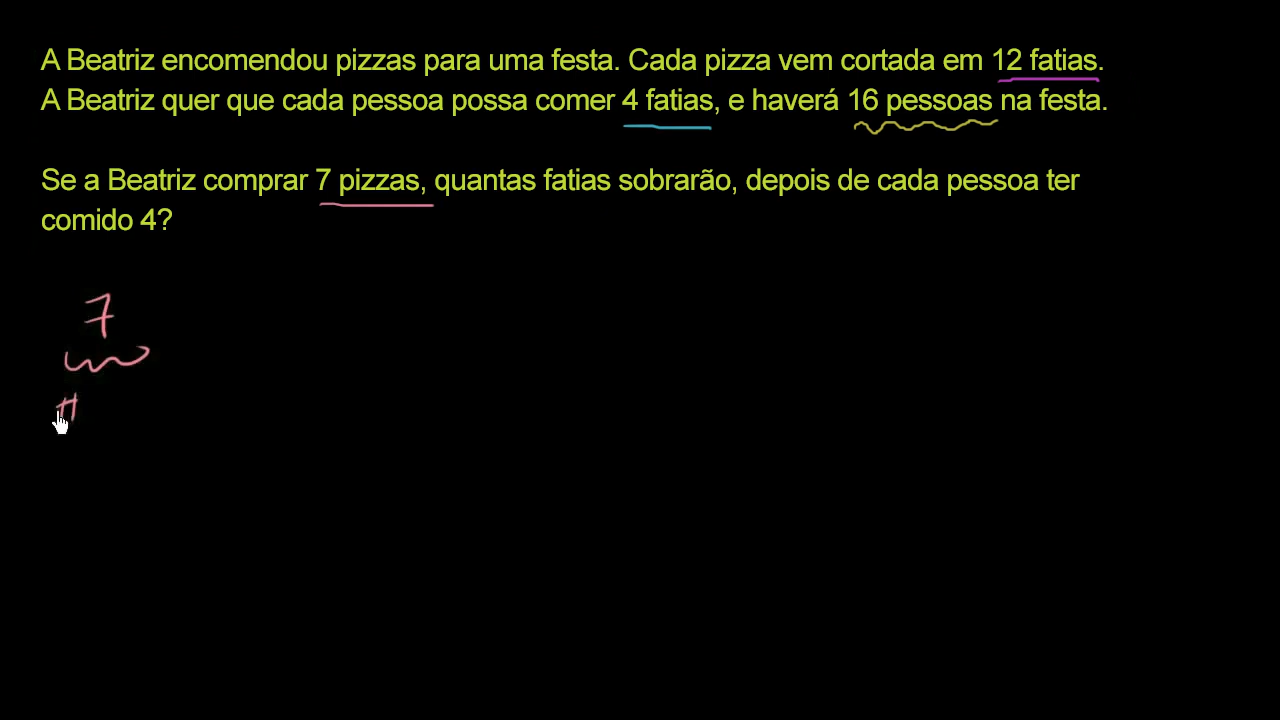 A Beatriz encomendou pizzas para uma festa. Cada pizza vem cortada em 12 fatias.
A Beatriz quer que cada pessoa possa comer 4 fatias, e haverá 16 pessoas na festa.
Se a Beatriz comprar 7 pizzas, quantas fatias sobrarão, depois de cada pessoa ter
comido 4?
7
#